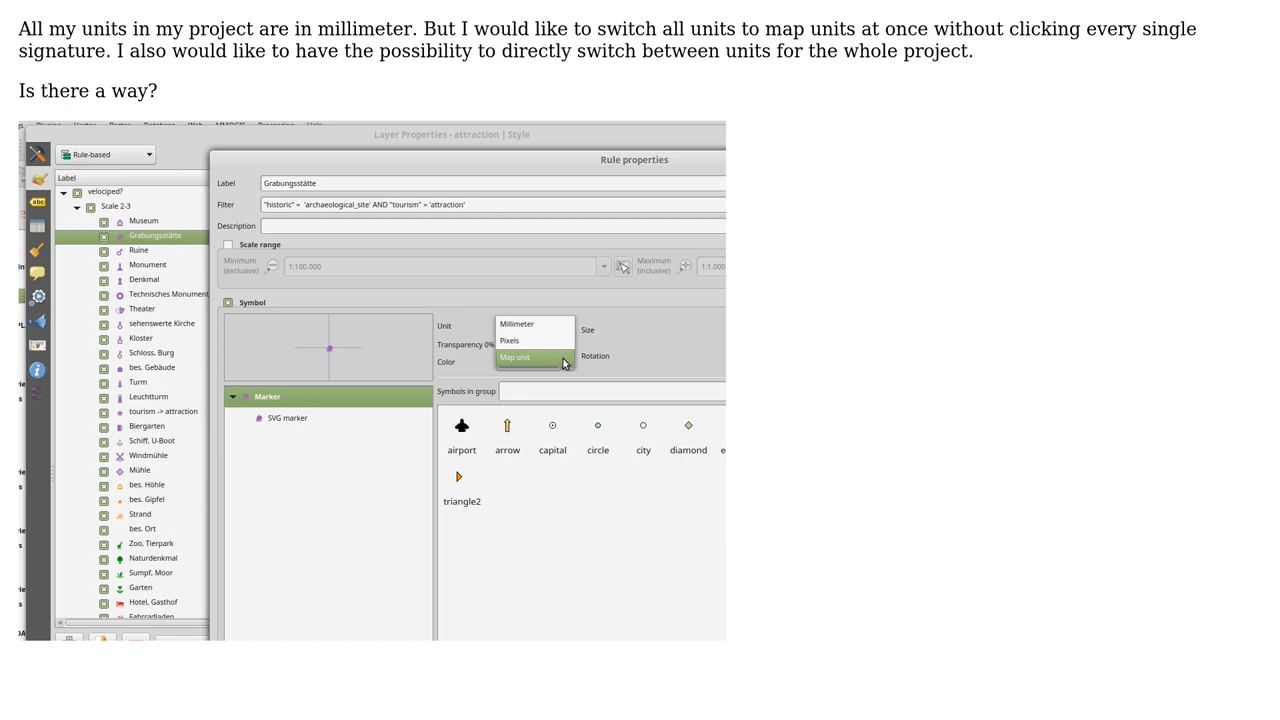 All my units in my project are in millimeter. But I would like to switch all units to map units at once without clicking every single
signature. I also would like to have the possibility to directly switch between units for the whole project.
Is there a way?
Layer Properties - attraction | Style
Rule-based
Rule properties
Label
velociped?
Scale 2-3
Museum
Grabungsstätte
Ruine
Monument
Denkmal
Technisches Monument
Theater
sehenswerte Kirche
Kloster
Schloss, Burg
bes. Gebäude
Turm
Leuchtturm
tourism -> attraction
Biergarten
Schiff, U-Boot
Windmühle
Mühle
bes. Höhle
bes. Gipfel
Strand
bes. Ort
Zoo, Tierpark
Naturdenkmal
Sumpf, Moor
Garten
Hotel, Gasthof
Fahrradladen
abc
Label Grabungsstätte
Filter "historic" = 'archaeological_site' AND "tourism" = 'attraction'
Description
Scale range
Minimum (exclusive) 1:100.000 Maximum (inclusive) 1:1.000
Symbol
Unit Millimeter Size
Transparency 0% Pixels
Color Map unit Rotation
Marker
SVG marker
Symbols in group
airport arrow capital circle city diamond
triangle2